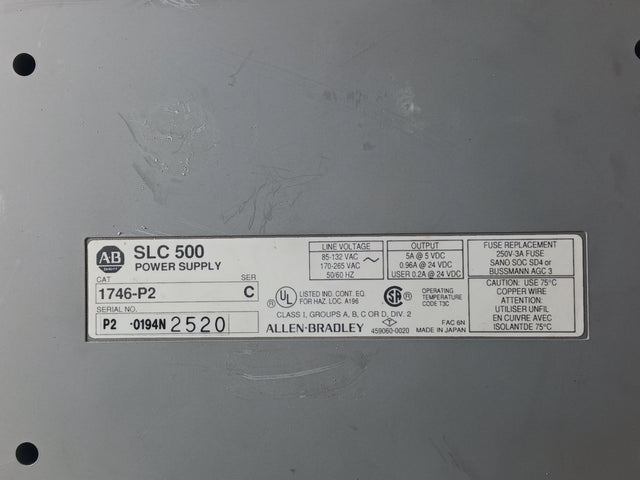 A-B
SLC 500
POWER SUPPLY
CAT SER
1746-P2 C
SERIAL NO.
P2 -0194N 2520
LINE VOLTAGE
85-132 VAC
170-265 VAC
50/60 HZ
OUTPUT
5A @ 5 VDC
0.96A @ 24 VDC
USER 0.2A @ 24 VDC
FUSE REPLACEMENT
250V-3A FUSE
SANO SOC SD4 or
BUSSMANN AGC 3
UL
LISTED IND. CONT. EQ.
FOR HAZ. LOC. A196
SA
OPERATING
TEMPERATURE
CODE T3C
CLASS I, GROUPS A, B, C OR D, DIV. 2
ALLEN-BRADLEY
459060-0020
FAC 6N
MADE IN JAPAN
CAUTION: USE 75°C
COPPER WIRE
ATTENTION:
UTILISER UNFIL
EN CUIVRE AVEC
ISOLANTDE 75°C